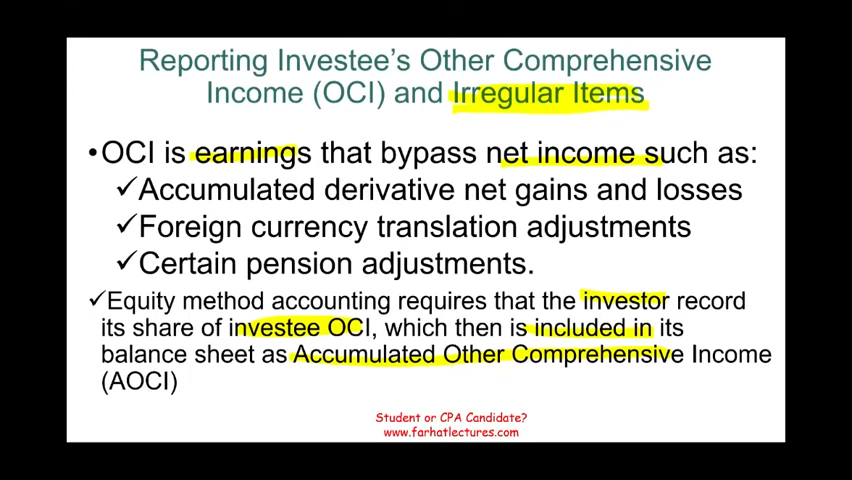 Reporting Investee's Other Comprehensive
Income (OCI) and Irregular Items
•OCI is earnings that bypass net income such as:
✓Accumulated derivative net gains and losses
✓Foreign currency translation adjustments
✓Certain pension adjustments.
✓Equity method accounting requires that the investor record
its share of investee OCI, which then is included in its
balance sheet as Accumulated Other Comprehensive Income
(AOCI)
Student or CPA Candidate?
www.farhatlectures.com